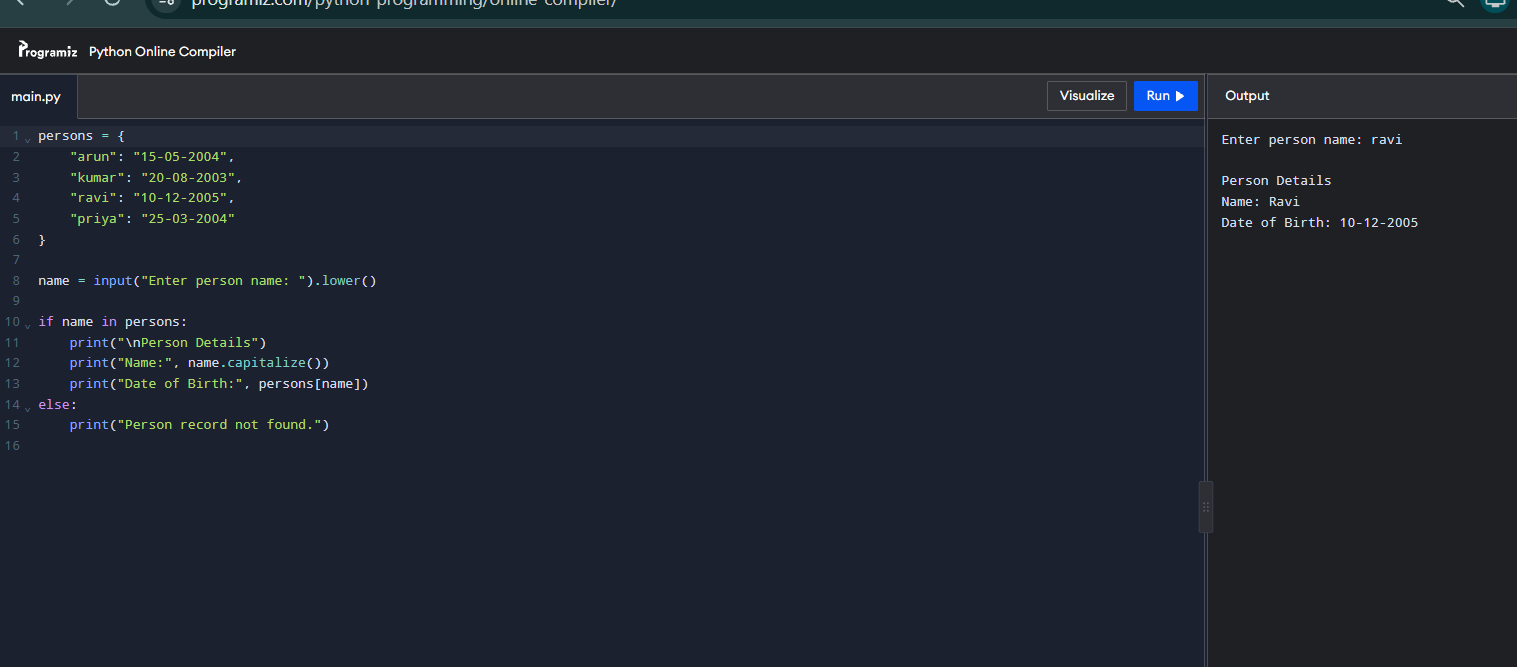 programiz.com/python-programming/online-compiler/
Programiz Python Online Compiler
main.py
Visualize
Run
Output
1 persons = {
2     "arun": "15-05-2004",
3     "kumar": "20-08-2003",
4     "ravi": "10-12-2005",
5     "priya": "25-03-2004"
6 }
7
8 name = input("Enter person name: ").lower()
9
10 if name in persons:
11     print("\nPerson Details")
12     print("Name:", name.capitalize())
13     print("Date of Birth:", persons[name])
14 else:
15     print("Person record not found.")
16
Enter person name: ravi
Person Details
Name: Ravi
Date of Birth: 10-12-2005